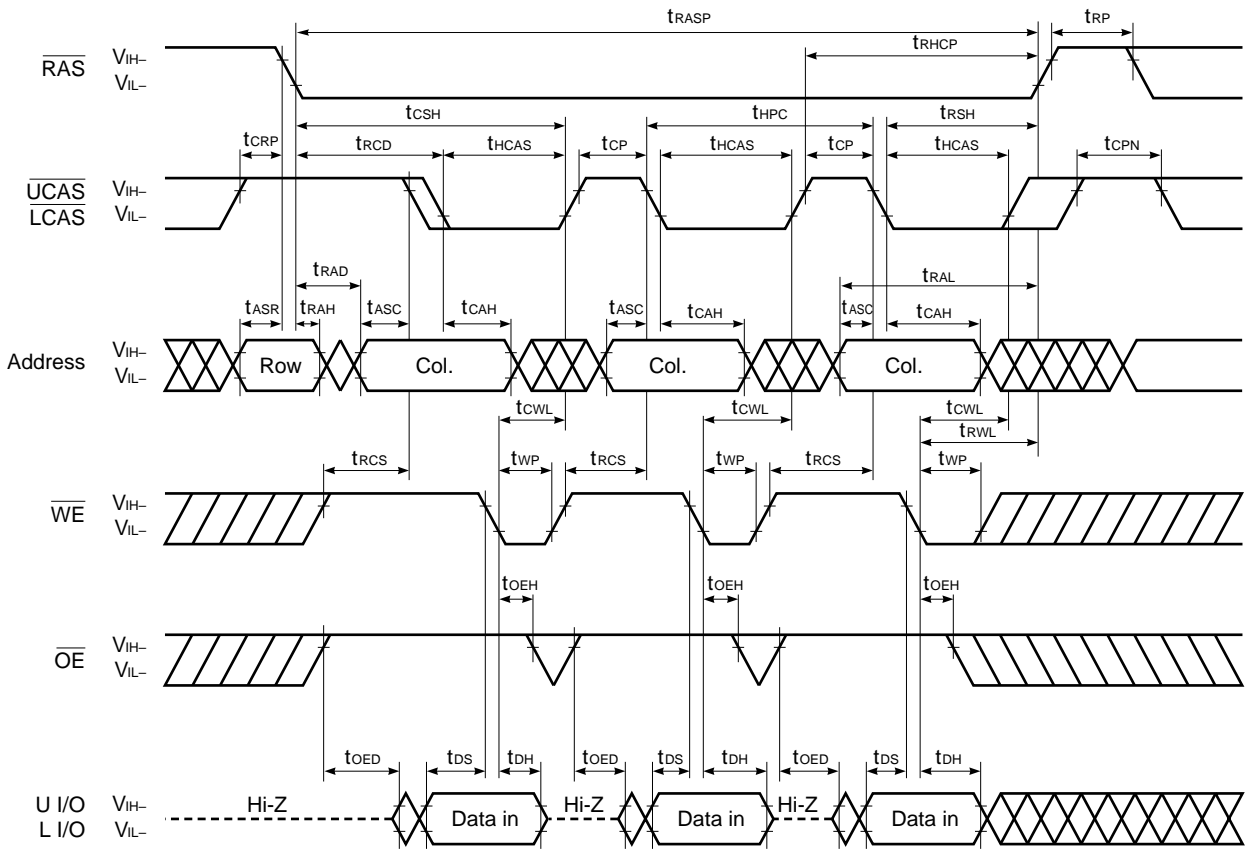 tRASP tRP
tRHCP
RAS VIH–
VIL–
tCSH tHPC tRSH
tCRP tRCD tHCAS tCP tHCAS tCP tHCAS tCPN
UCAS VIH–
LCAS VIL–
tRAD tRAL
tASR tRAH tASC tCAH tASC tCAH tASC tCAH
Address VIH–
VIL–
Row Col. Col. Col.
tCWL tCWL tCWL
tRWL
tRCS tWP tRCS tWP tRCS tWP
WE VIH–
VIL–
tOEH tOEH tOEH
OE VIH–
VIL–
tOED tDS tDH tOED tDS tDH tOED tDS tDH
U I/O VIH–
L I/O VIL–
Hi-Z Data in Hi-Z Data in Hi-Z Data in